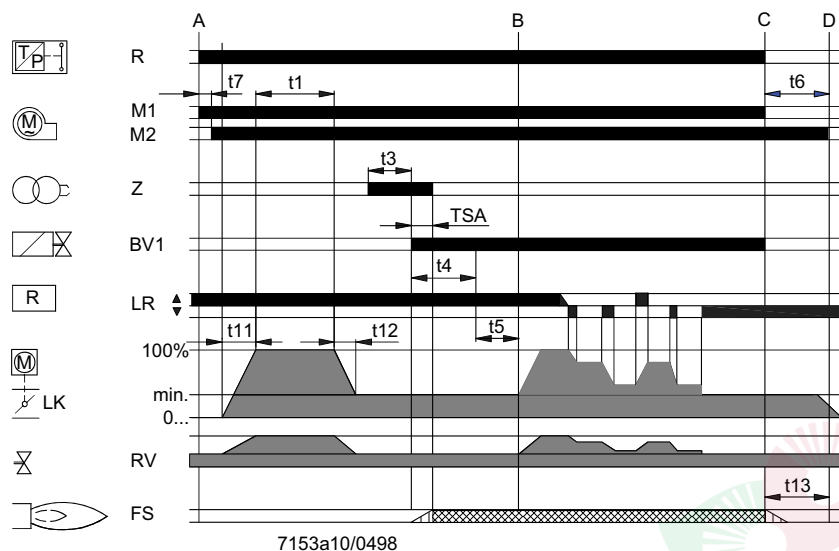 A B C D
T P R
t7 t1 t6
M M1
~ M2
t3
Z
TSA
BV1
t4
R LR
t11 t12 t5
M 100%
min.
LK
0...
RV
t13
FS
7153a10/0498